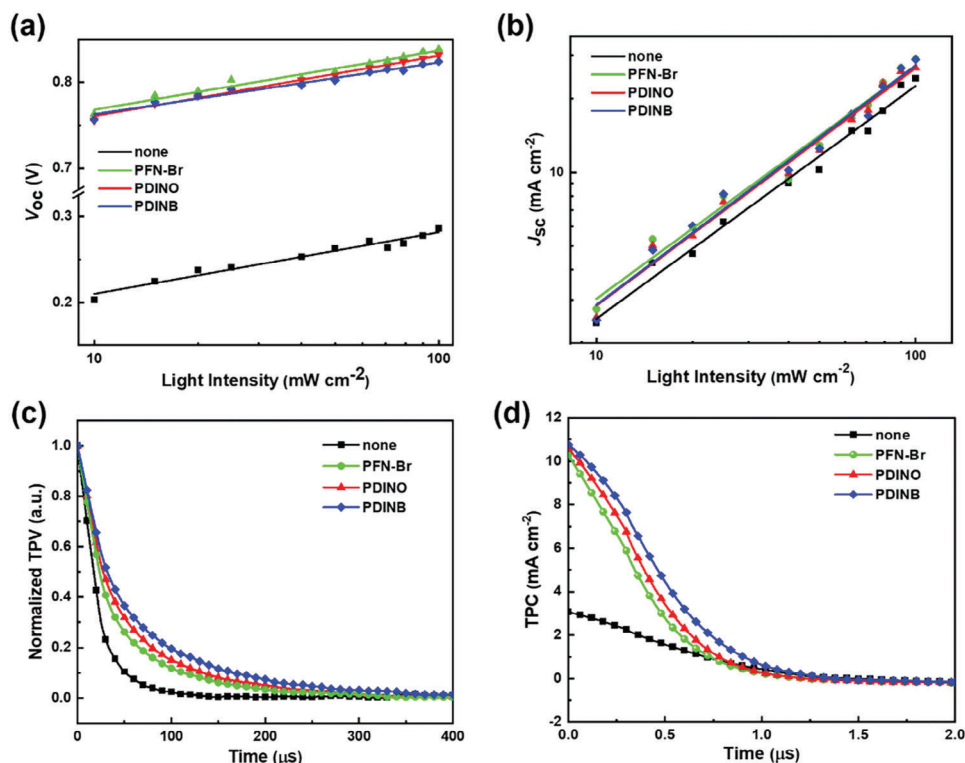 (a)
0.8
0.7
0.3
0.2
V_OC (V)
none
PFN-Br
PDINO
PDINB
10
100
Light Intensity (mW cm⁻²)
(b)
10
J_SC (mA cm⁻²)
none
PFN-Br
PDINO
PDINB
10
100
Light Intensity (mW cm⁻²)
(c)
1.0
0.8
0.6
0.4
0.2
0.0
Normalized TPV (a.u.)
none
PFN-Br
PDINO
PDINB
0
100
200
300
400
Time (μs)
(d)
12
10
8
6
4
2
0
-2
TPC (mA cm⁻²)
none
PFN-Br
PDINO
PDINB
0.0
0.5
1.0
1.5
2.0
Time (μs)